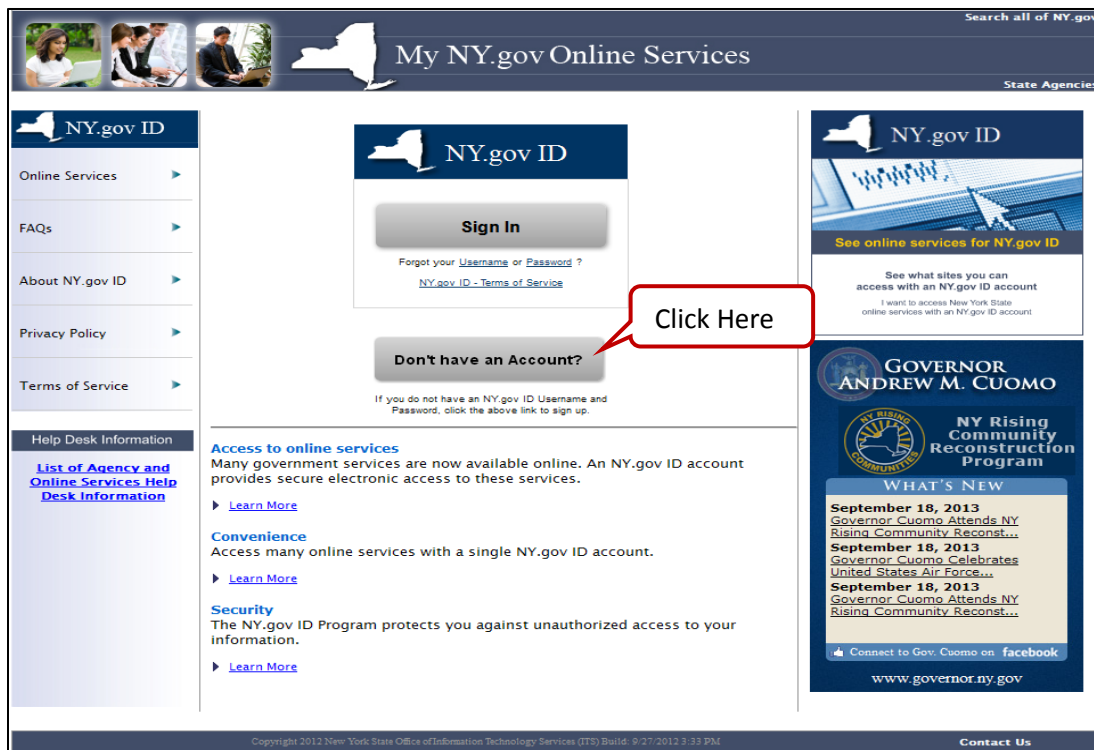 Search all of NY.gov
My NY.gov Online Services
State Agencies
NY.gov ID
Online Services
FAQs
About NY.gov ID
Privacy Policy
Terms of Service
Help Desk Information
List of Agency and
Online Services Help
Desk Information
NY.gov ID
Sign In
Forgot your Username or Password ?
NY.gov ID - Terms of Service
Click Here
Don't have an Account?
If you do not have an NY.gov ID Username and
Password, click the above link to sign up.
Access to online services
Many government services are now available online. An NY.gov ID account
provides secure electronic access to these services.
Learn More
Convenience
Access many online services with a single NY.gov ID account.
Learn More
Security
The NY.gov ID Program protects you against unauthorized access to your
information.
Learn More
NY.gov ID
See online services for NY.gov ID
See what sites you can
access with an NY.gov ID account
I want to access New York State
online services with an NY.gov ID account
GOVERNOR
ANDREW M. CUOMO
NY RISING
COMMUNITIES
NY Rising
Community
Reconstruction
Program
WHAT'S NEW
September 18, 2013
Governor Cuomo Attends NY
Rising Community Reconst...
September 18, 2013
Governor Cuomo Celebrates
United States Air Force...
September 18, 2013
Governor Cuomo Attends NY
Rising Community Reconst...
Connect to Gov. Cuomo on facebook
www.governor.ny.gov
Copyright 2012 New York State Office of Information Technology Services (ITS) Build: 9/27/2012 3:33 PM
Contact Us